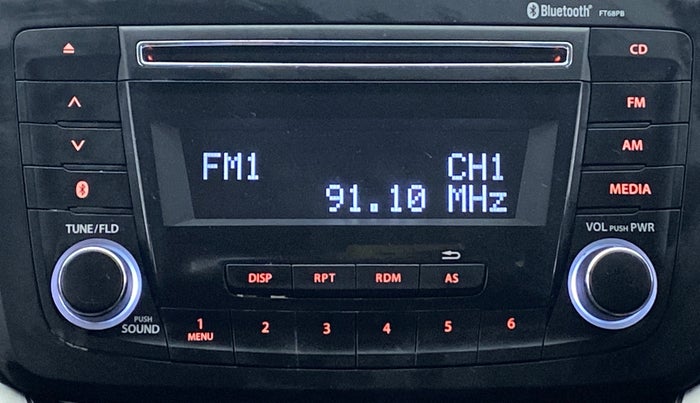 Bluetooth® FT68PB
CD
FM
AM
MEDIA
FM1 CH1
91.10 MHz
TUNE/FLD
VOL PUSH PWR
DISP RPT RDM AS
PUSH
SOUND
1 2 3 4 5 6
MENU